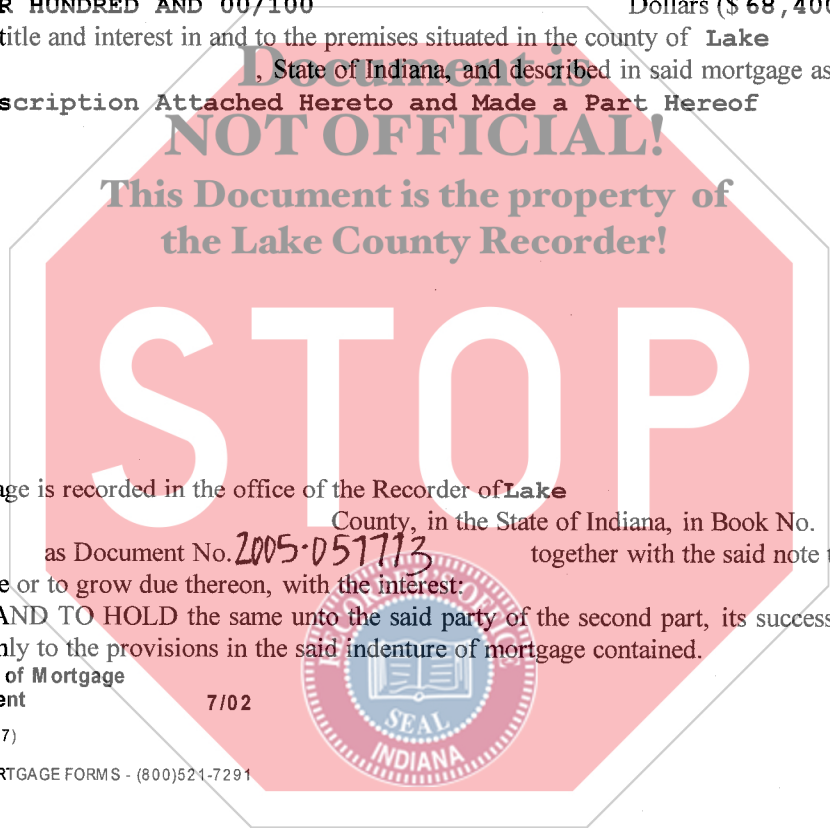 R HUNDRED AND 00/100 Dollars ($ 68,400
title and interest in and to the premises situated in the county of Lake
Document is
, State of Indiana, and described in said mortgage as
scription Attached Hereto and Made a Part Hereof
NOT OFFICIAL!
This Document is the property of
the Lake County Recorder!
STOP
age is recorded in the office of the Recorder of Lake
County, in the State of Indiana, in Book No.
as Document No. 2005-057773 together with the said note t
e or to grow due thereon, with the interest:
AND TO HOLD the same unto the said party of the second part, its success
nly to the provisions in the said indenture of mortgage contained.
of Mortgage
ent 7/02
7)
RTGAGE FORMS - (800)521-7291
SEAL
INDIANA